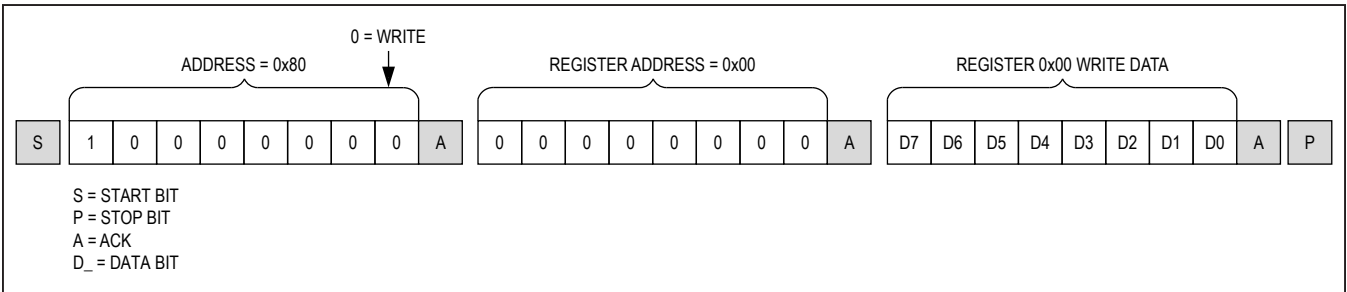 0 = WRITE
ADDRESS = 0x80 REGISTER ADDRESS = 0x00 REGISTER 0x00 WRITE DATA
S 1 0 0 0 0 0 0 0 A 0 0 0 0 0 0 0 0 A D7 D6 D5 D4 D3 D2 D1 D0 A P
S = START BIT
P = STOP BIT
A = ACK
D_ = DATA BIT